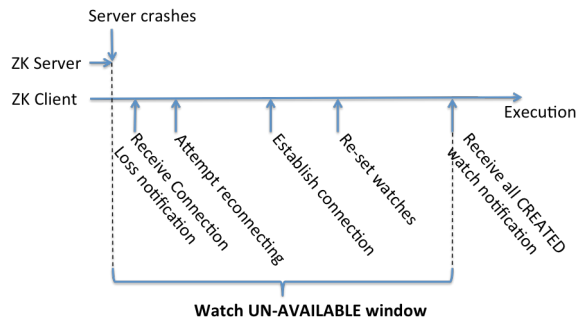 Server crashes
ZK Server
ZK Client
Execution
Receive Connection
Loss notification
Attempt reconnecting
Establish connection
Re-set watches
Receive all CREATED
watch notification
Watch UN-AVAILABLE window